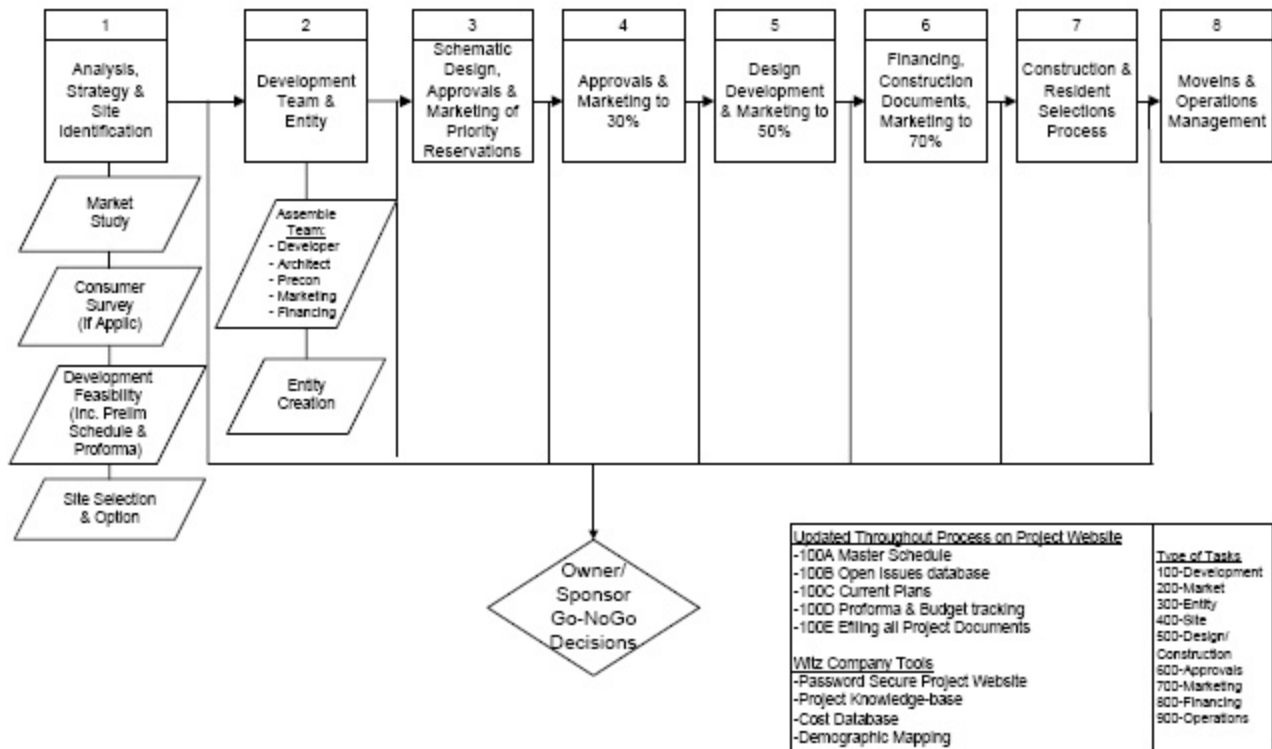 1
Analysis,
Strategy &
Site
Identification
2
Development
Team &
Entity
3
Schematic
Design,
Approvals &
Marketing of
Priority
Reservations
4
Approvals &
Marketing to
30%
5
Design
Development
& Marketing to
50%
6
Financing,
Construction
Documents,
Marketing to
70%
7
Construction &
Resident
Selections
Process
8
Moveins &
Operations
Management
Market
Study
Consumer
Survey
(If Applic)
Development
Feasibility
(Inc. Prelim
Schedule &
Proforma)
Site Selection
& Option
Assemble
Team:
- Developer
- Architect
- Precon
- Marketing
- Financing
Entity
Creation
Owner/
Sponsor
Go-NoGo
Decisions
Updated Throughout Process on Project Website
-100A Master Schedule
-100B Open Issues database
-100C Current Plans
-100D Proforma & Budget tracking
-100E Efiling all Project Documents
Witz Company Tools
-Password Secure Project Website
-Project Knowledge-base
-Cost Database
-Demographic Mapping
Type of Tasks
100-Development
200-Market
300-Entity
400-Site
500-Design/
Construction
600-Approvals
700-Marketing
800-Financing
900-Operations